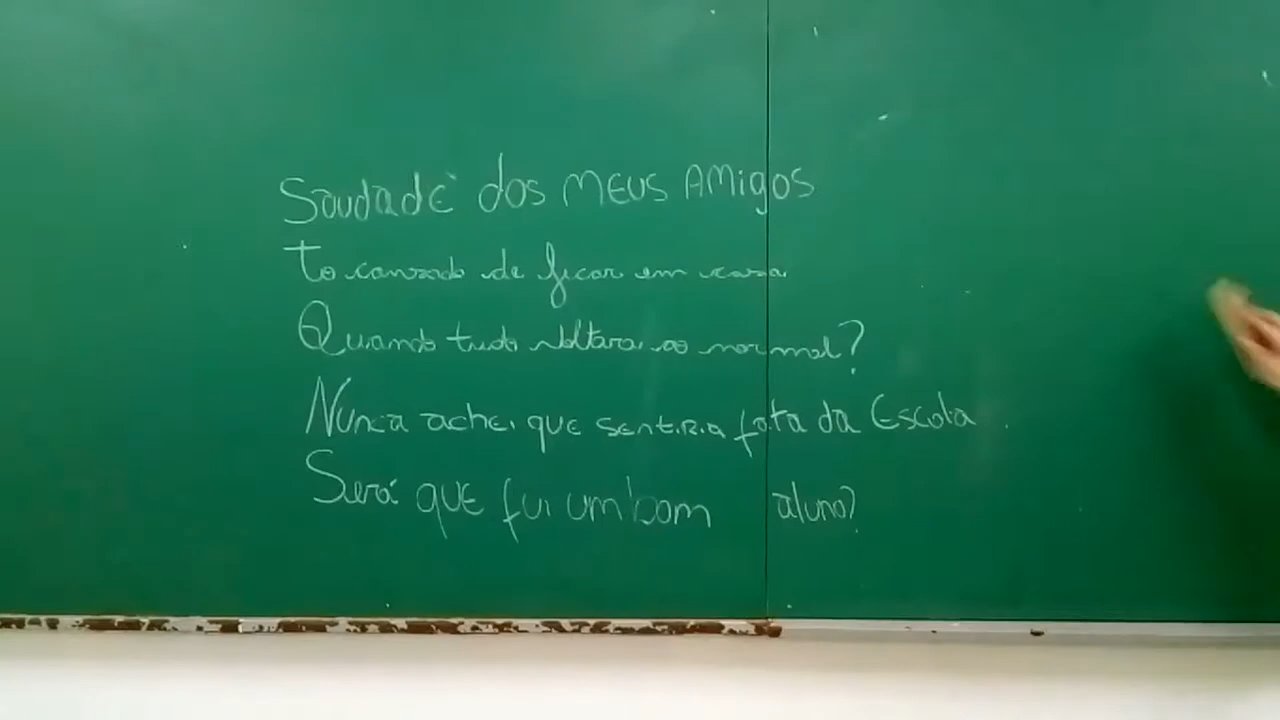 Saudade dos meus amigos
to cansado de ficar em casa
Quando tudo voltara ao normal?
Nunca achei que sentiria falta da Escola
Será que fui um bom aluno?